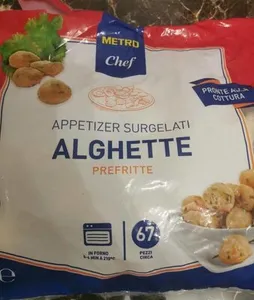 METRO
Chef
PRONTE ALLA
COTTURA
APPETIZER SURGELATI
ALGHETTE
PREFRITTE
IN FORNO
67
PEZZI
CIRCA
e